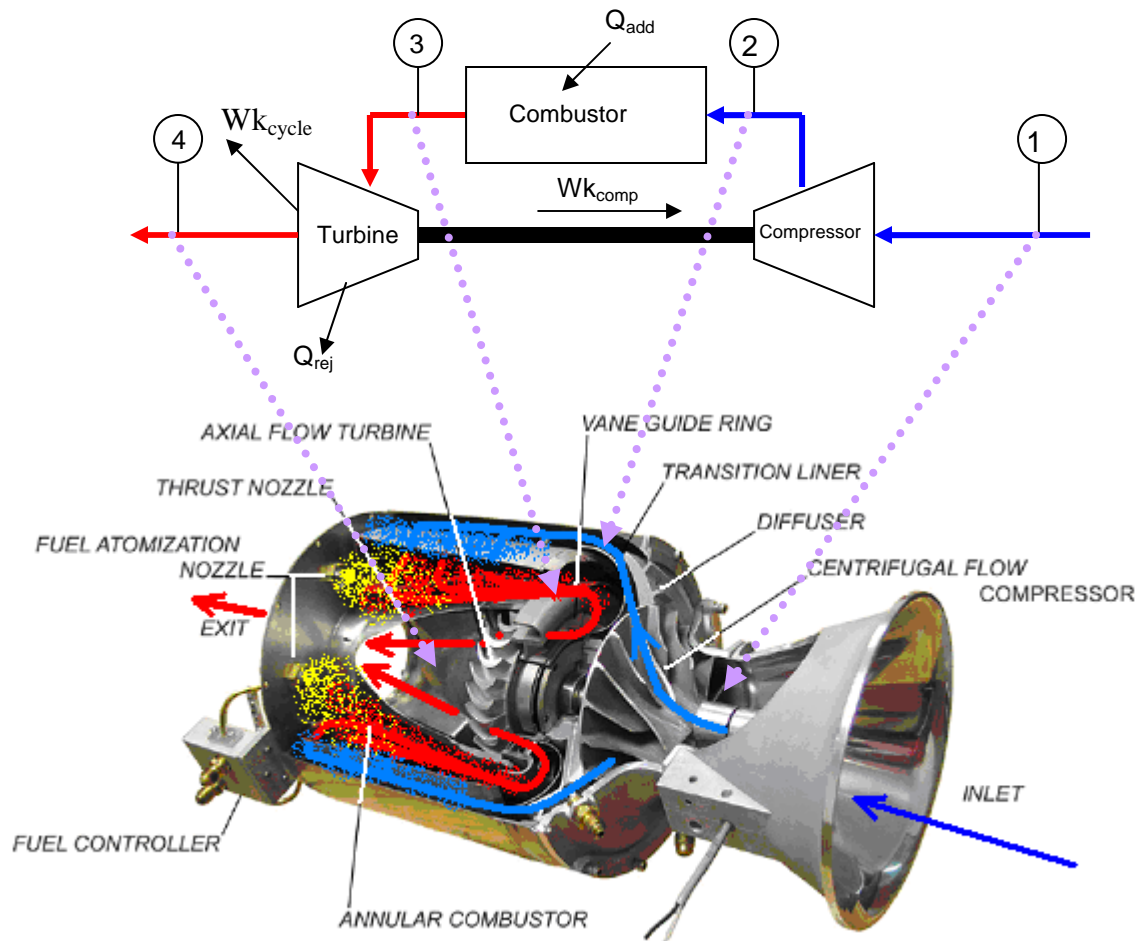 Q_add
3
2
Combustor
Wk_cycle
4
1
Wk_comp
Turbine
Compressor
Q_rej
AXIAL FLOW TURBINE
VANE GUIDE RING
TRANSITION LINER
THRUST NOZZLE
DIFFUSER
FUEL ATOMIZATION
NOZZLE
CENTRIFUGAL FLOW
COMPRESSOR
EXIT
INLET
FUEL CONTROLLER
ANNULAR COMBUSTOR